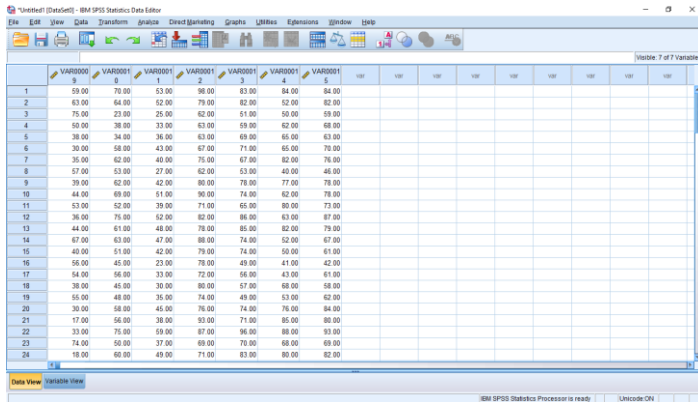 *Untitled1 [DataSet0] - IBM SPSS Statistics Data Editor
File Edit View Data Transform Analyze Direct Marketing Graphs Utilities Extensions Window Help
Visible: 7 of 7 Variable
VAR0000 9 VAR0001 0 VAR0001 1 VAR0001 2 VAR0001 3 VAR0001 4 VAR0001 5 var var var var var var var
1 59.00 70.00 53.00 98.00 83.00 84.00 84.00
2 63.00 64.00 52.00 79.00 82.00 52.00 82.00
3 75.00 23.00 25.00 62.00 51.00 50.00 59.00
4 50.00 38.00 33.00 63.00 59.00 62.00 68.00
5 38.00 34.00 36.00 63.00 69.00 65.00 63.00
6 30.00 58.00 43.00 67.00 71.00 65.00 70.00
7 35.00 62.00 40.00 75.00 67.00 82.00 76.00
8 57.00 53.00 27.00 62.00 53.00 40.00 46.00
9 39.00 62.00 42.00 80.00 78.00 77.00 78.00
10 44.00 69.00 51.00 90.00 74.00 62.00 78.00
11 53.00 52.00 39.00 71.00 65.00 80.00 73.00
12 36.00 75.00 52.00 82.00 86.00 63.00 87.00
13 44.00 61.00 48.00 78.00 85.00 82.00 79.00
14 67.00 63.00 47.00 88.00 74.00 52.00 67.00
15 40.00 51.00 42.00 79.00 74.00 50.00 61.00
16 56.00 45.00 23.00 78.00 49.00 41.00 42.00
17 54.00 56.00 33.00 72.00 56.00 43.00 61.00
18 38.00 45.00 30.00 80.00 57.00 68.00 58.00
19 55.00 48.00 35.00 74.00 49.00 53.00 62.00
20 30.00 58.00 45.00 76.00 74.00 76.00 84.00
21 17.00 56.00 38.00 93.00 71.00 85.00 80.00
22 33.00 75.00 59.00 87.00 96.00 88.00 93.00
23 74.00 50.00 37.00 69.00 70.00 68.00 69.00
24 18.00 60.00 49.00 71.00 83.00 80.00 82.00
Data View Variable View
IBM SPSS Statistics Processor is ready Unicode:ON